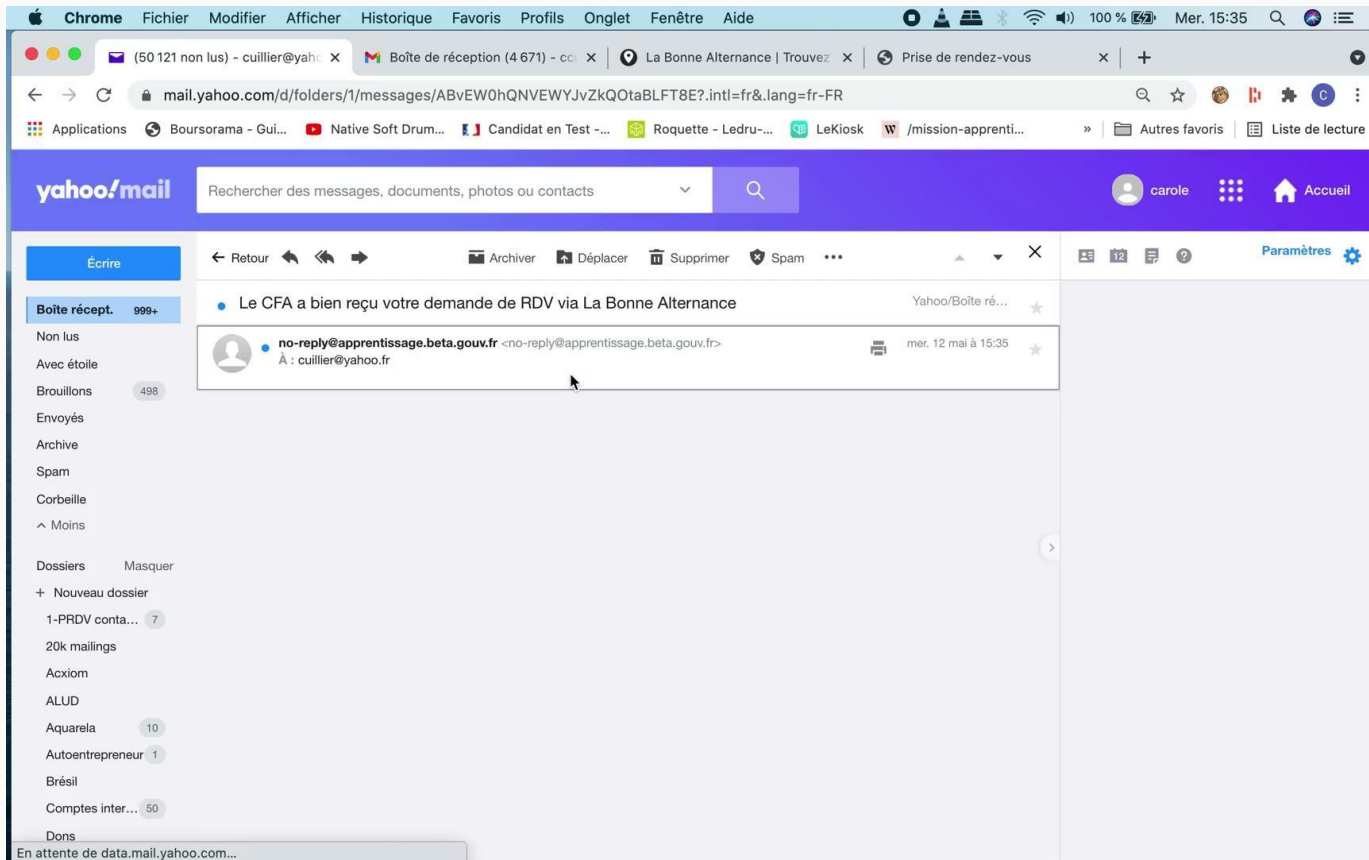 Chrome Fichier Modifier Afficher Historique Favoris Profils Onglet Fenêtre Aide 100 % Mer. 15:35
(50 121 non lus) - cuillier@yaho Boîte de réception (4 671) - cc La Bonne Alternance | Trouvez Prise de rendez-vous
mail.yahoo.com/d/folders/1/messages/ABvEW0hQNVEWYJvZkQOtaBLFT8E?.intl=fr&.lang=fr-FR C
Applications Boursorama - Gui... Native Soft Drum... Candidat en Test -... Roquette - Ledru-... LeKiosk W /mission-apprenti... » Autres favoris Liste de lecture
yahoo!mail Rechercher des messages, documents, photos ou contacts carole Accueil
Écrire Retour Archiver Déplacer Supprimer Spam 12 Paramètres
Boîte récept. 999+ Le CFA a bien reçu votre demande de RDV via La Bonne Alternance Yahoo/Boîte ré...
Non lus no-reply@apprentissage.beta.gouv.fr <no-reply@apprentissage.beta.gouv.fr> mer. 12 mai à 15:35
À : cuillier@yahoo.fr
Avec étoile
Brouillons 498
Envoyés
Archive
Spam
Corbeille
Moins
Dossiers Masquer
+ Nouveau dossier
1-PRDV conta... 7
20k mailings
Acxiom
ALUD
Aquarela 10
Autoentrepreneur 1
Brésil
Comptes inter... 50
Dons
En attente de data.mail.yahoo.com...